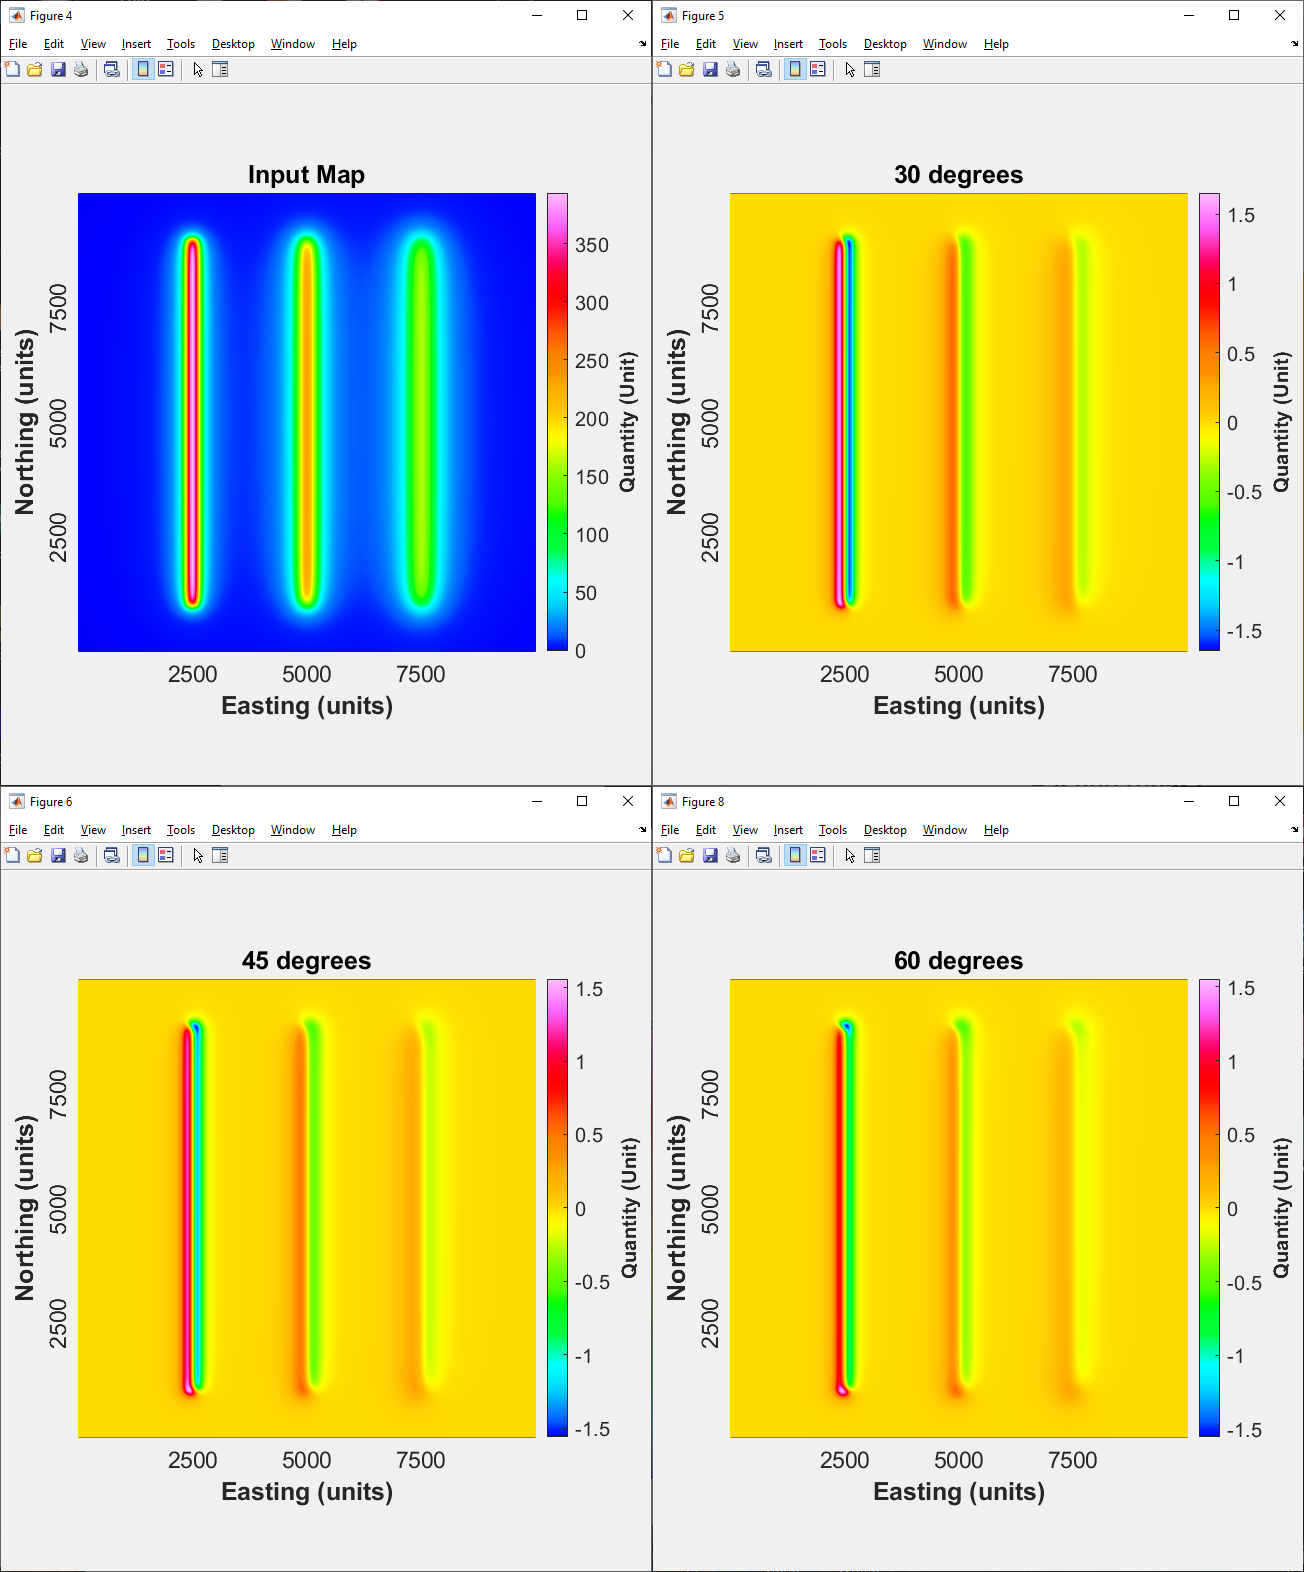 Figure 4
File Edit View Insert Tools Desktop Window Help
Input Map
350
300
250
200
150
100
50
0
Quantity (Unit)
7500
5000
2500
Northing (units)
2500 5000 7500
Easting (units)
Figure 5
File Edit View Insert Tools Desktop Window Help
30 degrees
1.5
1
0.5
0
-0.5
-1
-1.5
Quantity (Unit)
7500
5000
2500
Northing (units)
2500 5000 7500
Easting (units)
Figure 6
File Edit View Insert Tools Desktop Window Help
45 degrees
1.5
1
0.5
0
-0.5
-1
-1.5
Quantity (Unit)
7500
5000
2500
Northing (units)
2500 5000 7500
Easting (units)
Figure 8
File Edit View Insert Tools Desktop Window Help
60 degrees
1.5
1
0.5
0
-0.5
-1
-1.5
Quantity (Unit)
7500
5000
2500
Northing (units)
2500 5000 7500
Easting (units)